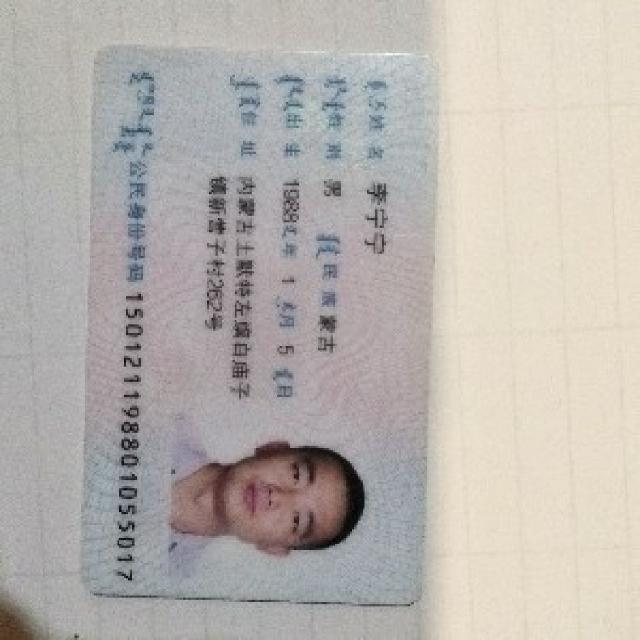 姓名 李宁宁
性别 男 民族 蒙古
出生 1988年 1月 5日
住址 内蒙古土默特左旗白庙子
镇新营子村262号
公民身份号码 150121198801055017